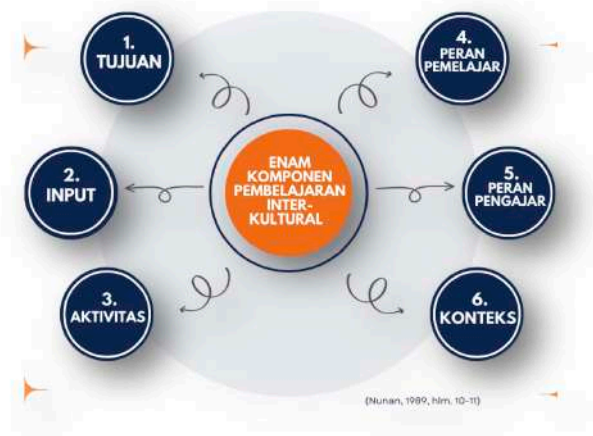 1.
TUJUAN
2.
INPUT
3.
AKTIVITAS
ENAM
KOMPONEN
PEMBELAJARAN
INTER-
KULTURAL
4.
PERAN
PEMELAJAR
5.
PERAN
PENGAJAR
6.
KONTEKS
(Nunan, 1989, hlm. 10-11)